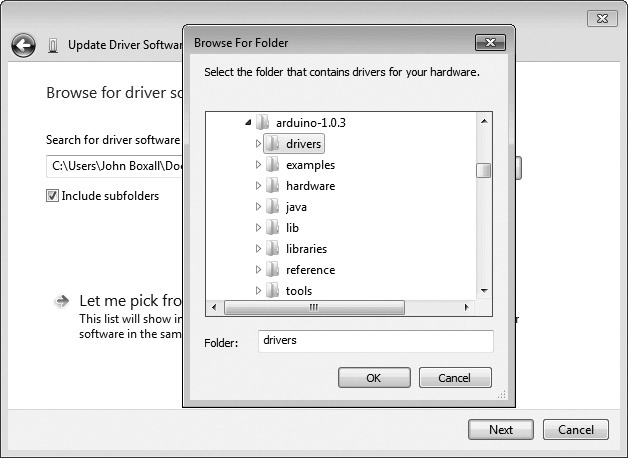 Update Driver Softwar
Browse For Folder
Select the folder that contains drivers for your hardware.
Browse for driver so
Search for driver software
C:\Users\John Boxall\Doc
Include subfolders
arduino-1.0.3
drivers
examples
hardware
java
lib
libraries
reference
tools
Let me pick fro
This list will show in
software in the sam
r
Folder: drivers
OK Cancel
Next Cancel